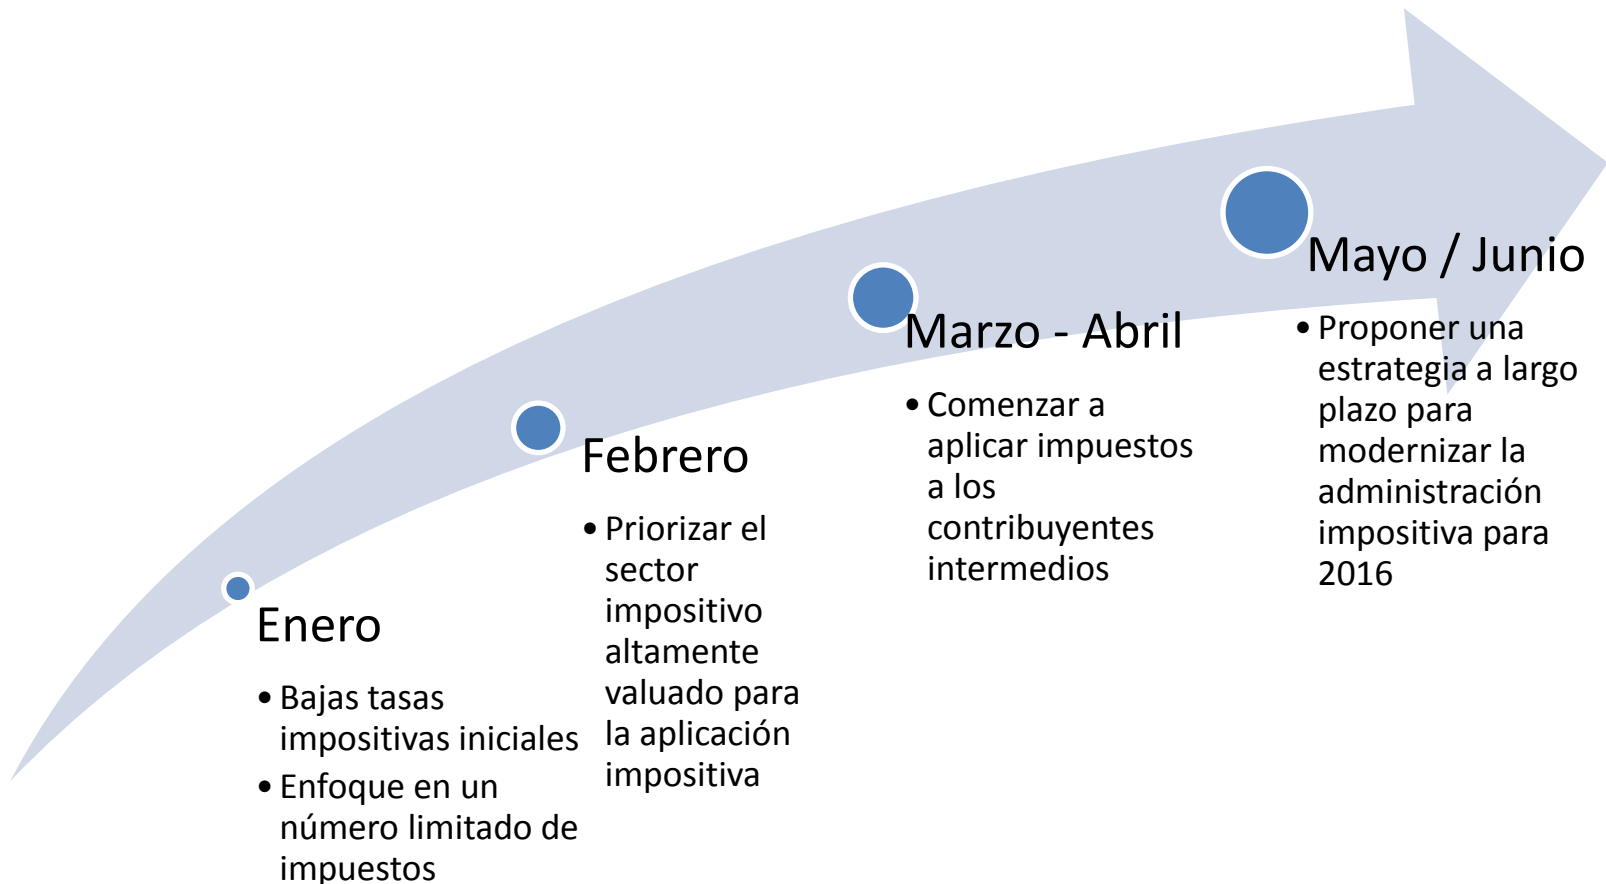 Enero
• Bajas tasas
impositivas iniciales
• Enfoque en un
número limitado de
impuestos
Febrero
• Priorizar el
sector
impositivo
altamente
valuado para
la aplicación
impositiva
Marzo - Abril
• Comenzar a
aplicar impuestos
a los
contribuyentes
intermedios
Mayo / Junio
• Proponer una
estrategia a largo
plazo para
modernizar la
administración
impositiva para
2016